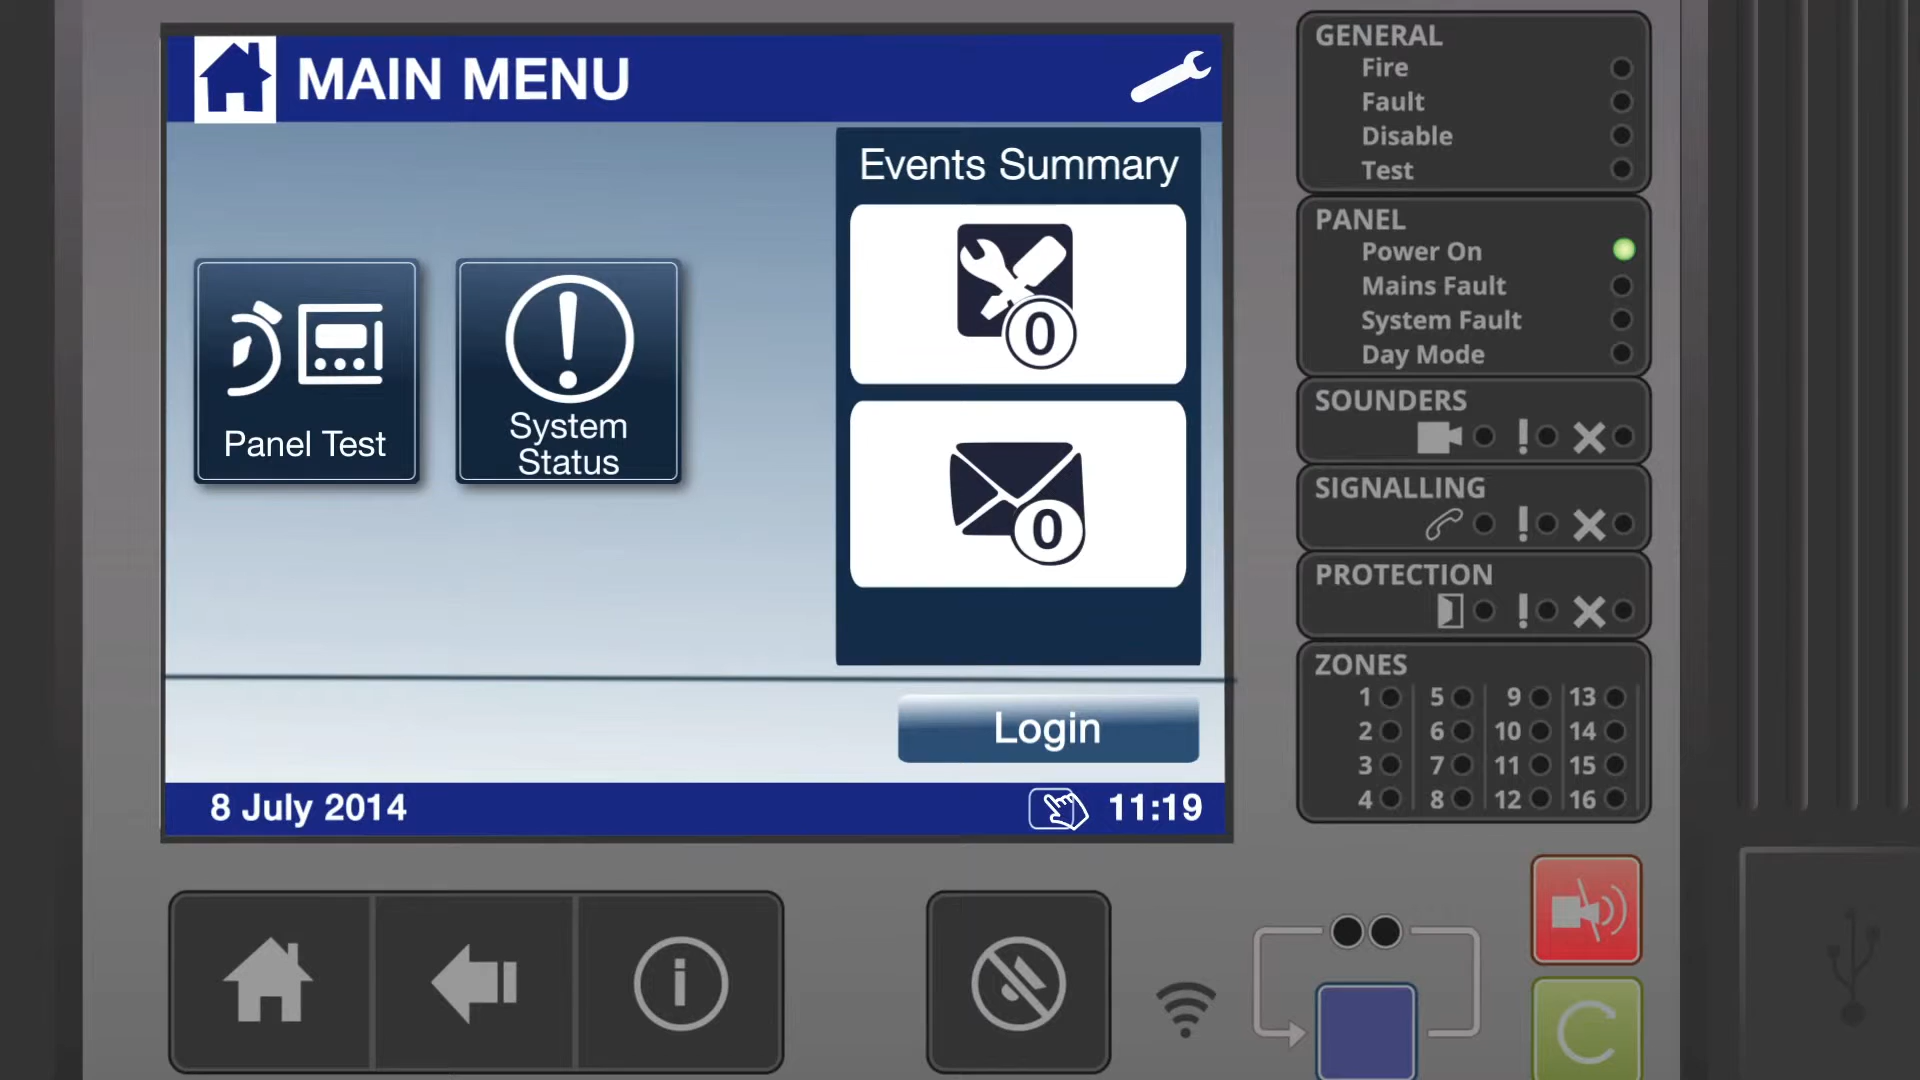 MAIN MENU
Events Summary
0
0
Panel Test
System
Status
Login
8 July 2014
11:19
GENERAL
Fire
Fault
Disable
Test
PANEL
Power On
Mains Fault
System Fault
Day Mode
SOUNDERS
SIGNALLING
PROTECTION
ZONES
1 5 9 13
2 6 10 14
3 7 11 15
4 8 12 16
i
C